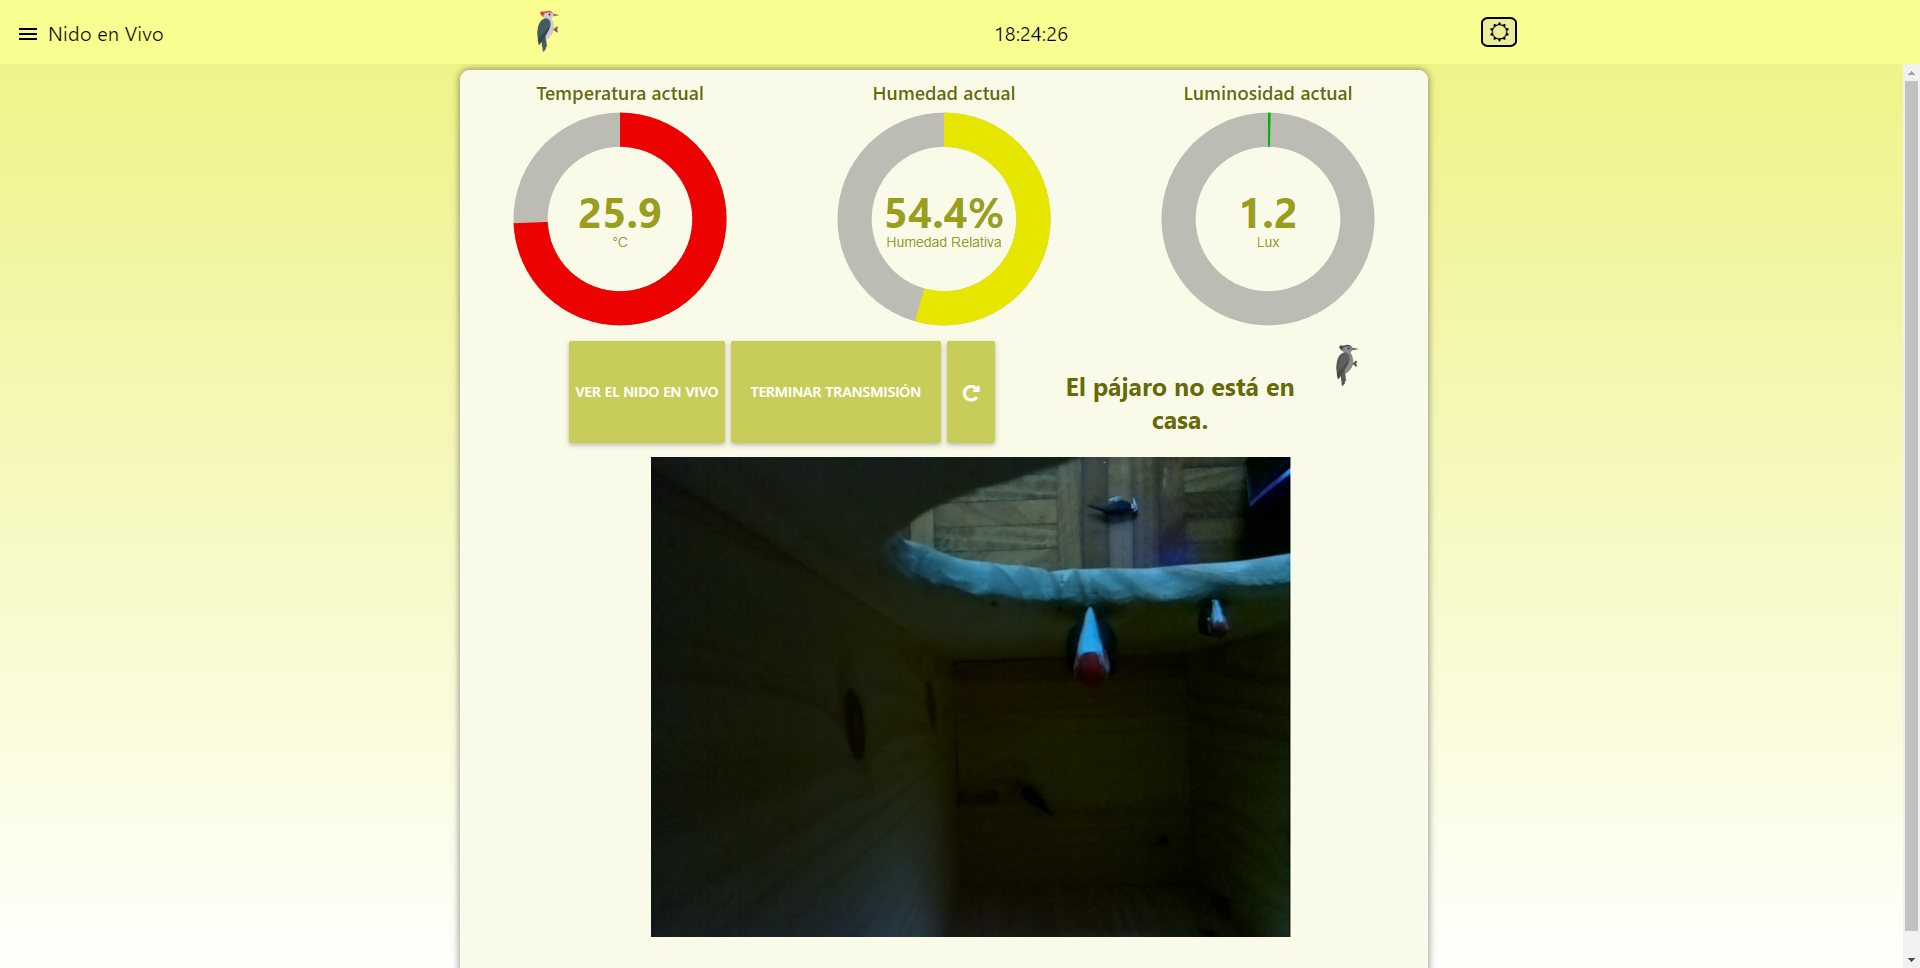 Nido en Vivo
18:24:26
Temperatura actual
Humedad actual
Luminosidad actual
25.9
°C
54.4%
Humedad Relativa
1.2
Lux
VER EL NIDO EN VIVO
TERMINAR TRANSMISIÓN
El pájaro no está en
casa.